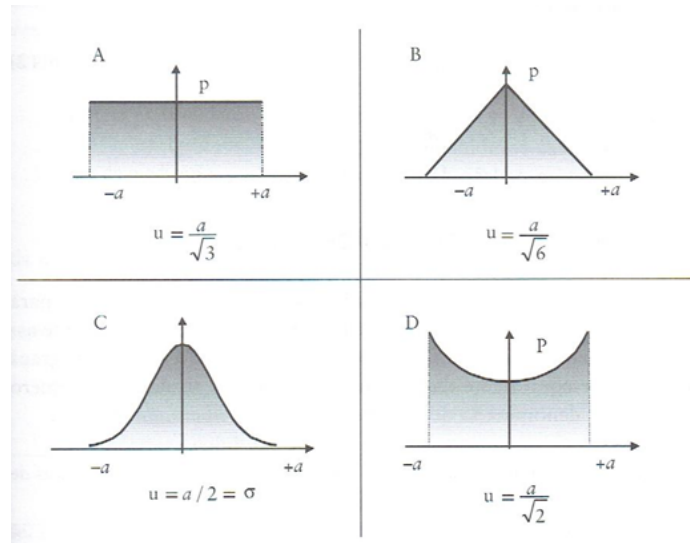 A
p
−a
+a
u = a/√3
B
p
−a
+a
u = a/√6
C
−a
+a
u = a / 2 = σ
D
P
−a
+a
u = a/√2